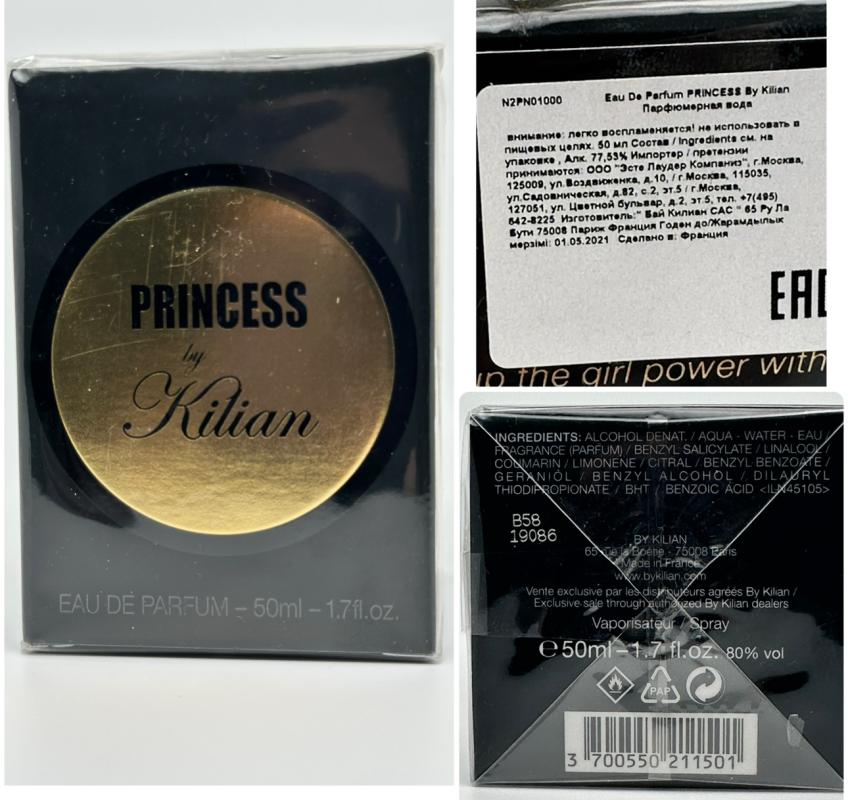 PRINCESS
by
Kilian
EAU DE PARFUM – 50ml – 1.7fl.oz.
N2PN01000 Eau De Parfum PRINCESS By Kilian
Парфюмерная вода
внимание: легко воспламеняется! не использовать в
пищевых целях. 50 мл Состав / Ingredients см. на
упаковке , Алк. 77,53% Импортер / претензии
принимаются: ООО "Эсте Лаудер Компаниз", г.Москва,
125009, ул.Воздвиженка, д.10, / г.Москва, 115035,
ул.Садовническая, д.82, с.2, эт.5 / г.Москва,
127051, ул. Цветной бульвар, д.2, эт.5, тел. +7(495)
642-8225 Изготовитель:" Бай Килиан САС " 65 Ру Ла
Бути 75008 Париж Франция Годен до/Жарамдылык
мерзімі: 01.05.2021 Сделано в: Франция
EAC
up the girl power with
INGREDIENTS: ALCOHOL DENAT. / AQUA - WATER - EAU /
FRAGRANCE (PARFUM) / BENZYL SALICYLATE / LINALOOL /
COUMARIN / LIMONENE / CITRAL / BENZYL BENZOATE /
GERANIOL / BENZYL ALCOHOL / DILAURYL
THIODIPROPIONATE / BHT / BENZOIC ACID <ILN45105>
B58
19086
BY KILIAN
65 rue la Boétie - 75008 Paris
Made in France
www.bykilian.com
Vente exclusive par les distributeurs agréés By Kilian /
Exclusive sale through authorized By Kilian dealers
Vaporisateur / Spray
℮ 50ml – 1.7 fl.oz. 80% vol
PAP
3 700550 211501